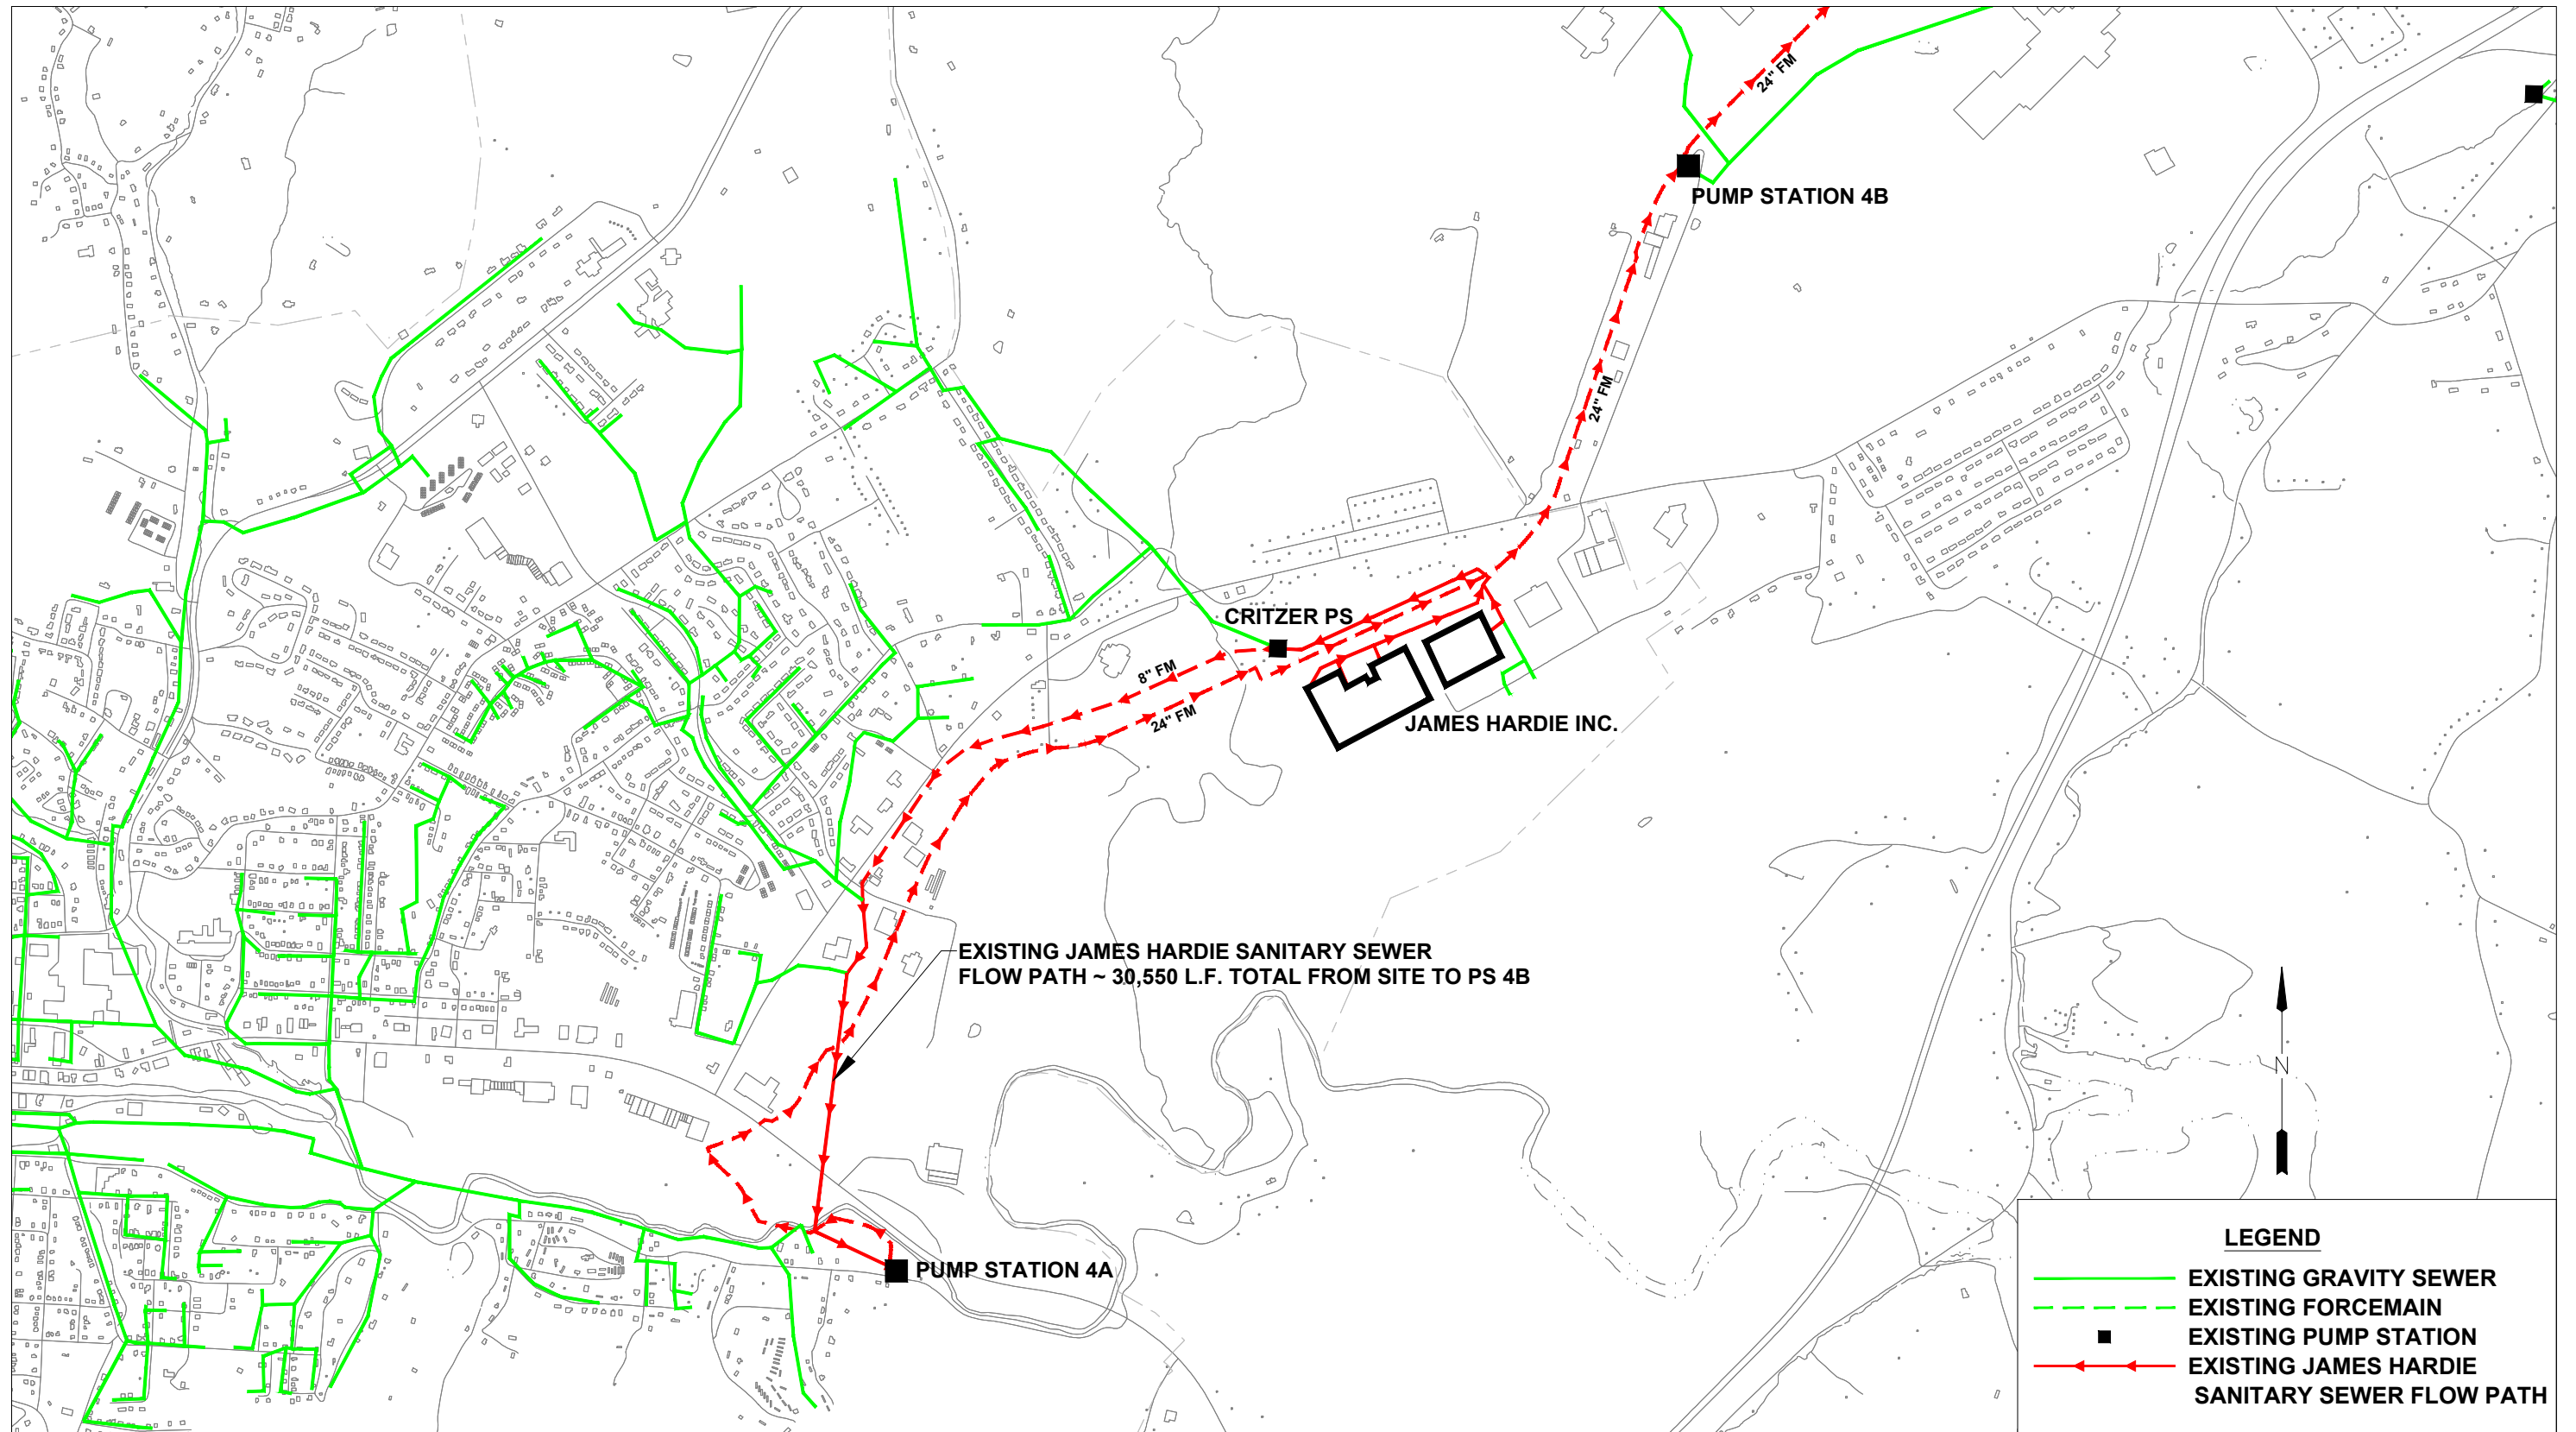 24" FM
PUMP STATION 4B
24" FM
CRITZER PS
8" FM
24" FM
JAMES HARDIE INC.
EXISTING JAMES HARDIE SANITARY SEWER
FLOW PATH ~ 30,550 L.F. TOTAL FROM SITE TO PS 4B
N
PUMP STATION 4A
LEGEND
EXISTING GRAVITY SEWER
EXISTING FORCEMAIN
EXISTING PUMP STATION
EXISTING JAMES HARDIE
SANITARY SEWER FLOW PATH